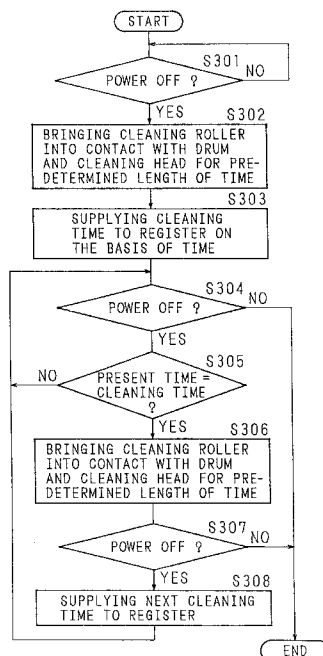 START
S301
POWER OFF ?
NO
YES
S302
BRINGING CLEANING ROLLER
INTO CONTACT WITH DRUM
AND CLEANING HEAD FOR PRE-
DETERMINED LENGTH OF TIME
S303
SUPPLYING CLEANING
TIME TO REGISTER ON
THE BASIS OF TIME
S304
POWER OFF ?
NO
YES
S305
NO
PRESENT TIME =
CLEANING TIME
?
YES
S306
BRINGING CLEANING ROLLER
INTO CONTACT WITH DRUM
AND CLEANING HEAD FOR PRE-
DETERMINED LENGTH OF TIME
S307
POWER OFF ?
NO
YES
S308
SUPPLYING NEXT CLEANING
TIME TO REGISTER
END